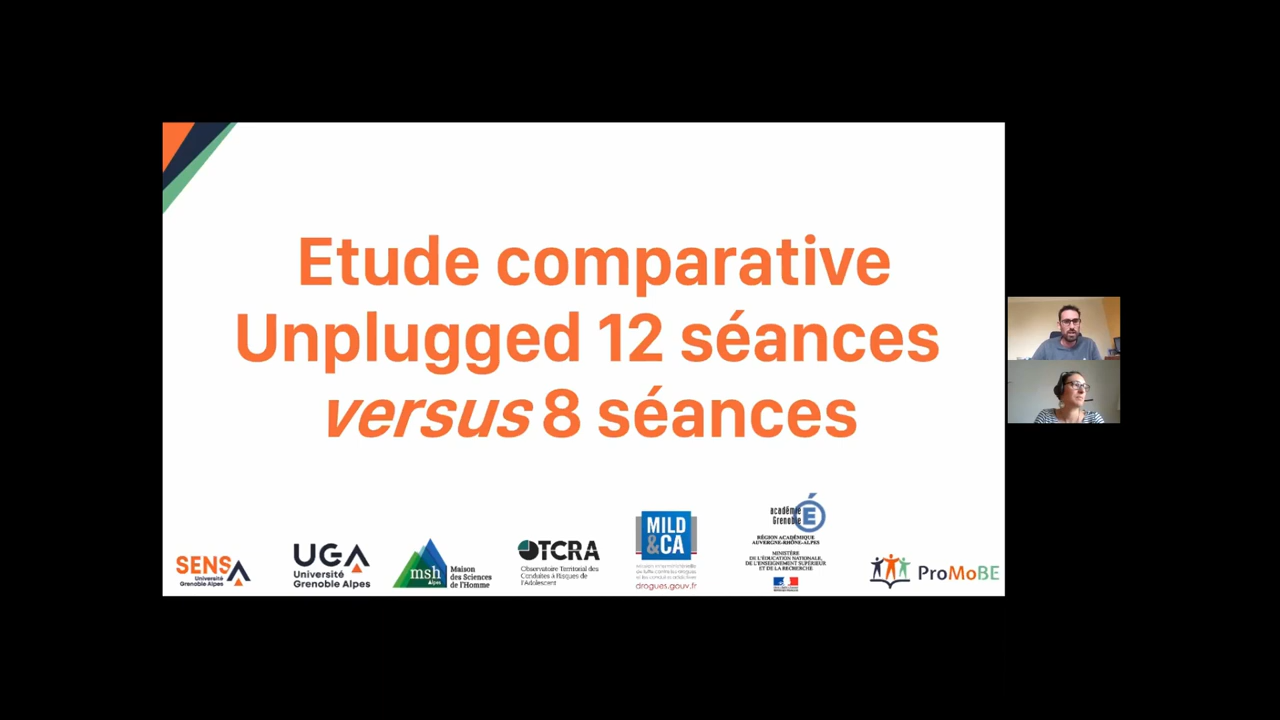 Etude comparative
Unplugged 12 séances
versus 8 séances
SENSA
Université
Grenoble Alpes
UGA
Université
Grenoble Alpes
msh
Alpes
Maison
des Sciences
de l'Homme
OTCRA
Observatoire Territorial des
Conduites à Risques de
l'Adolescent
MILD
&CA
drogues.gouv.fr
académie
Grenoble
RÉGION ACADÉMIQUE
AUVERGNE-RHÔNE-ALPES
MINISTÈRE
DE L'ÉDUCATION NATIONALE,
DE L'ENSEIGNEMENT SUPÉRIEUR
ET DE LA RECHERCHE
ProMoBE